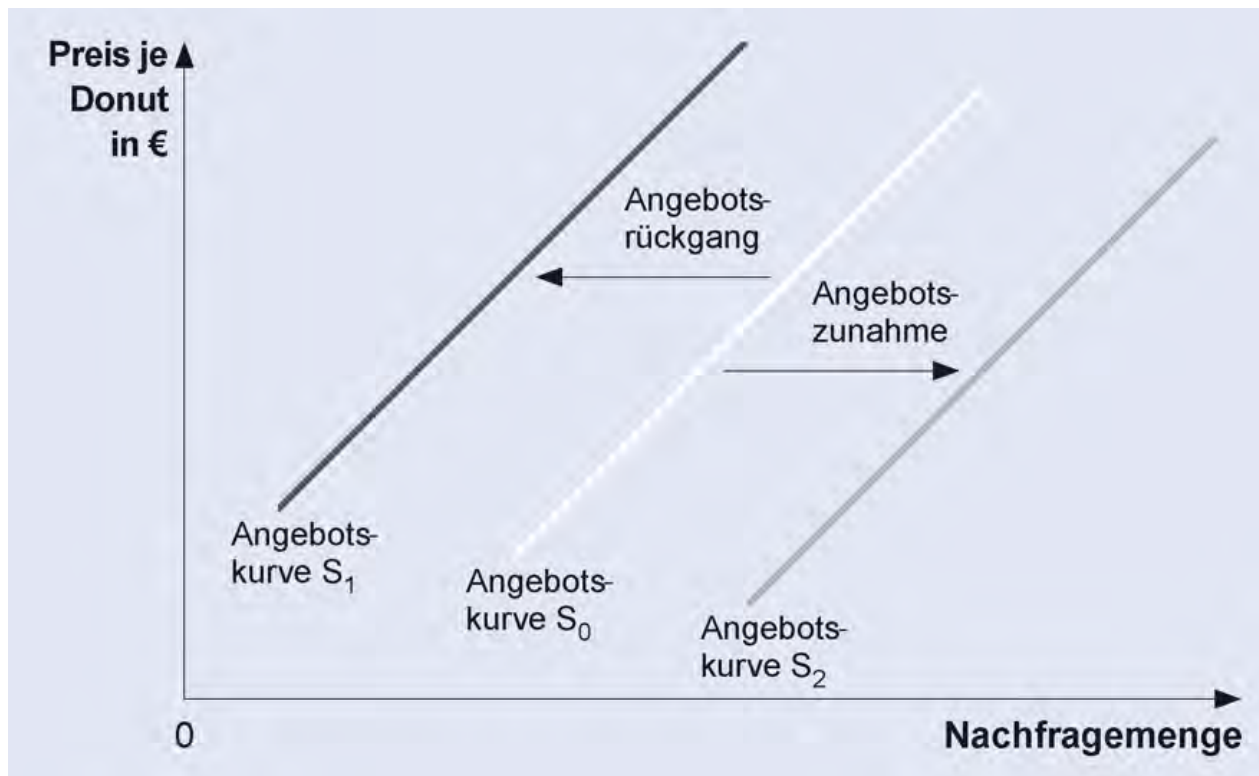 Preis je
Donut
in €
Angebots-
rückgang
Angebots-
zunahme
Angebots-
kurve S₁
Angebots-
kurve S₀
Angebots-
kurve S₂
0
Nachfragemenge